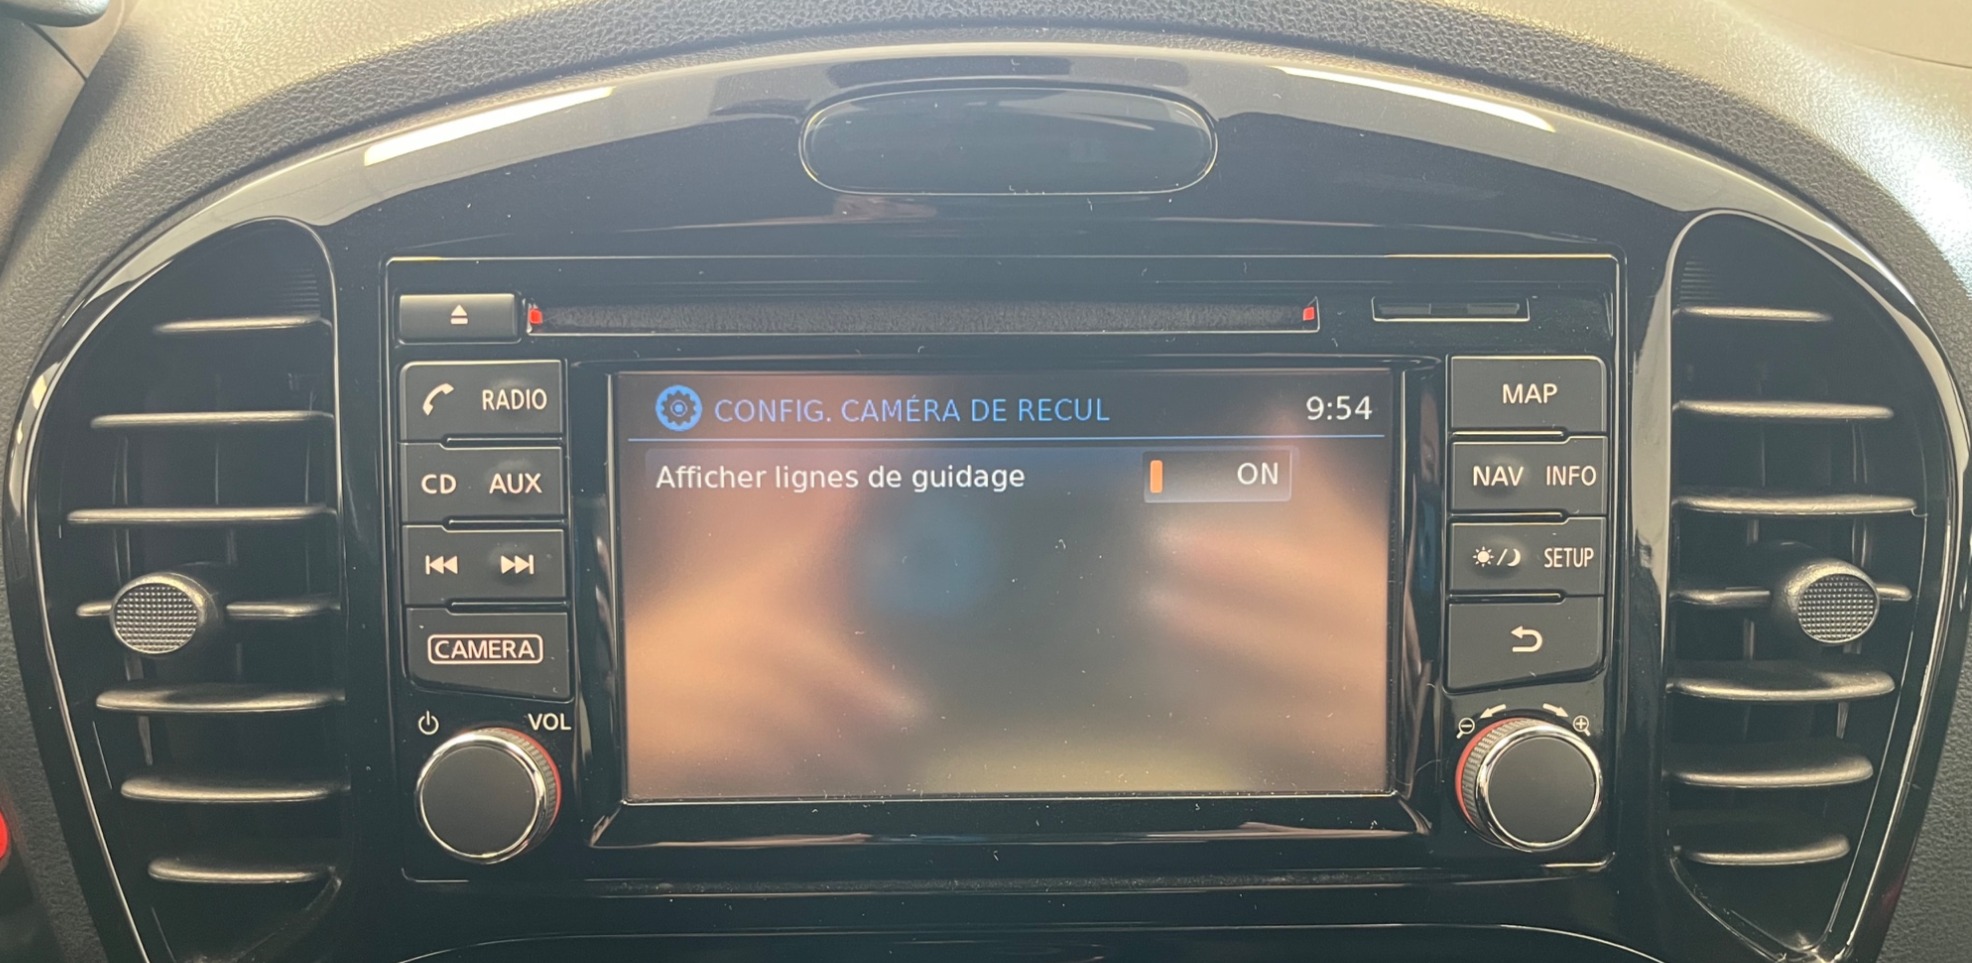 RADIO
CD AUX
CAMERA
VOL
CONFIG. CAMÉRA DE RECUL 9:54
Afficher lignes de guidage ON
MAP
NAV INFO
SETUP